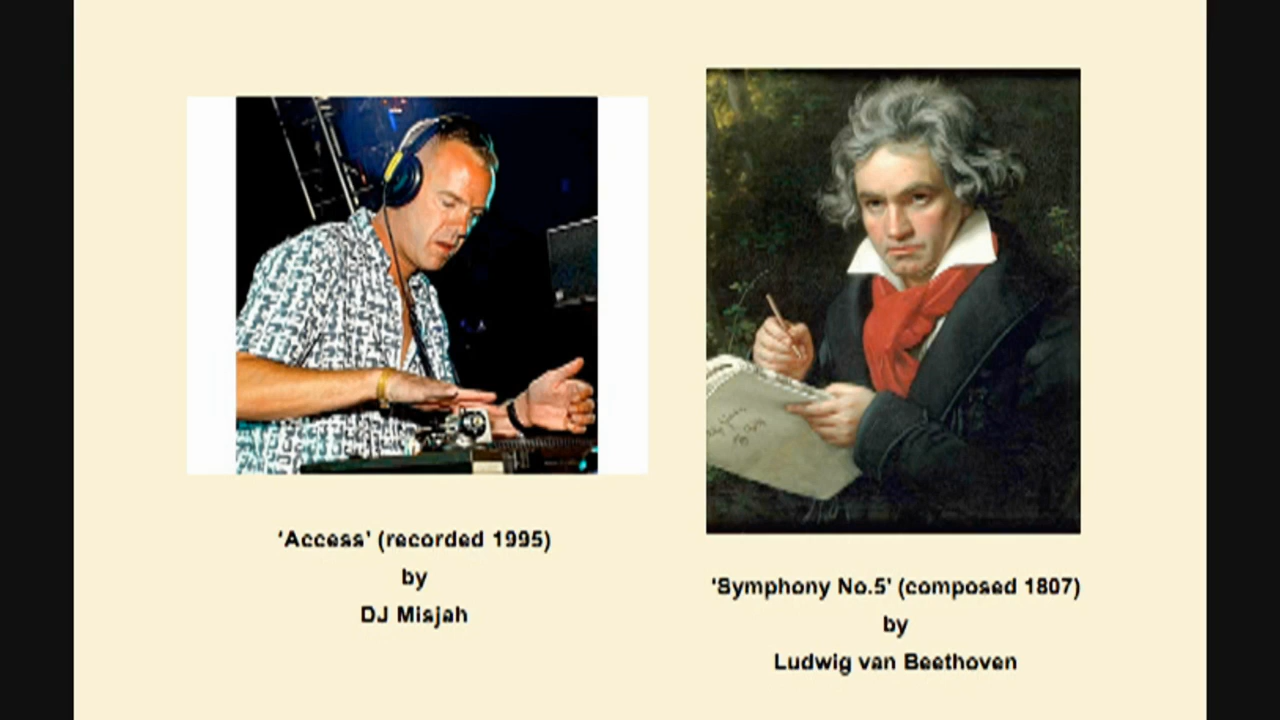 'Access' (recorded 1995)
by
DJ Misjah
'Symphony No.5' (composed 1807)
by
Ludwig van Beethoven